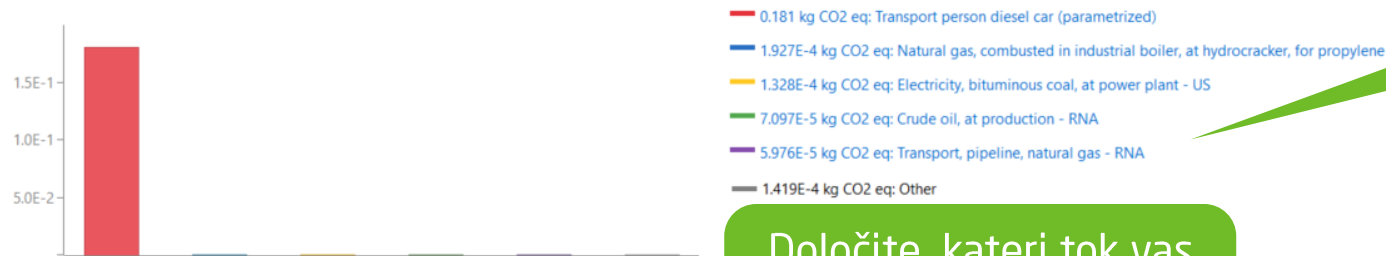 0.181 kg CO2 eq: Transport person diesel car (parametrized)
1.927E-4 kg CO2 eq: Natural gas, combusted in industrial boiler, at hydrocracker, for propylene
1.328E-4 kg CO2 eq: Electricity, bituminous coal, at power plant - US
7.097E-5 kg CO2 eq: Crude oil, at production - RNA
5.976E-5 kg CO2 eq: Transport, pipeline, natural gas - RNA
1.419E-4 kg CO2 eq: Other
1.5E-1
1.0E-1
5.0E-2
Določite, kateri tok vas